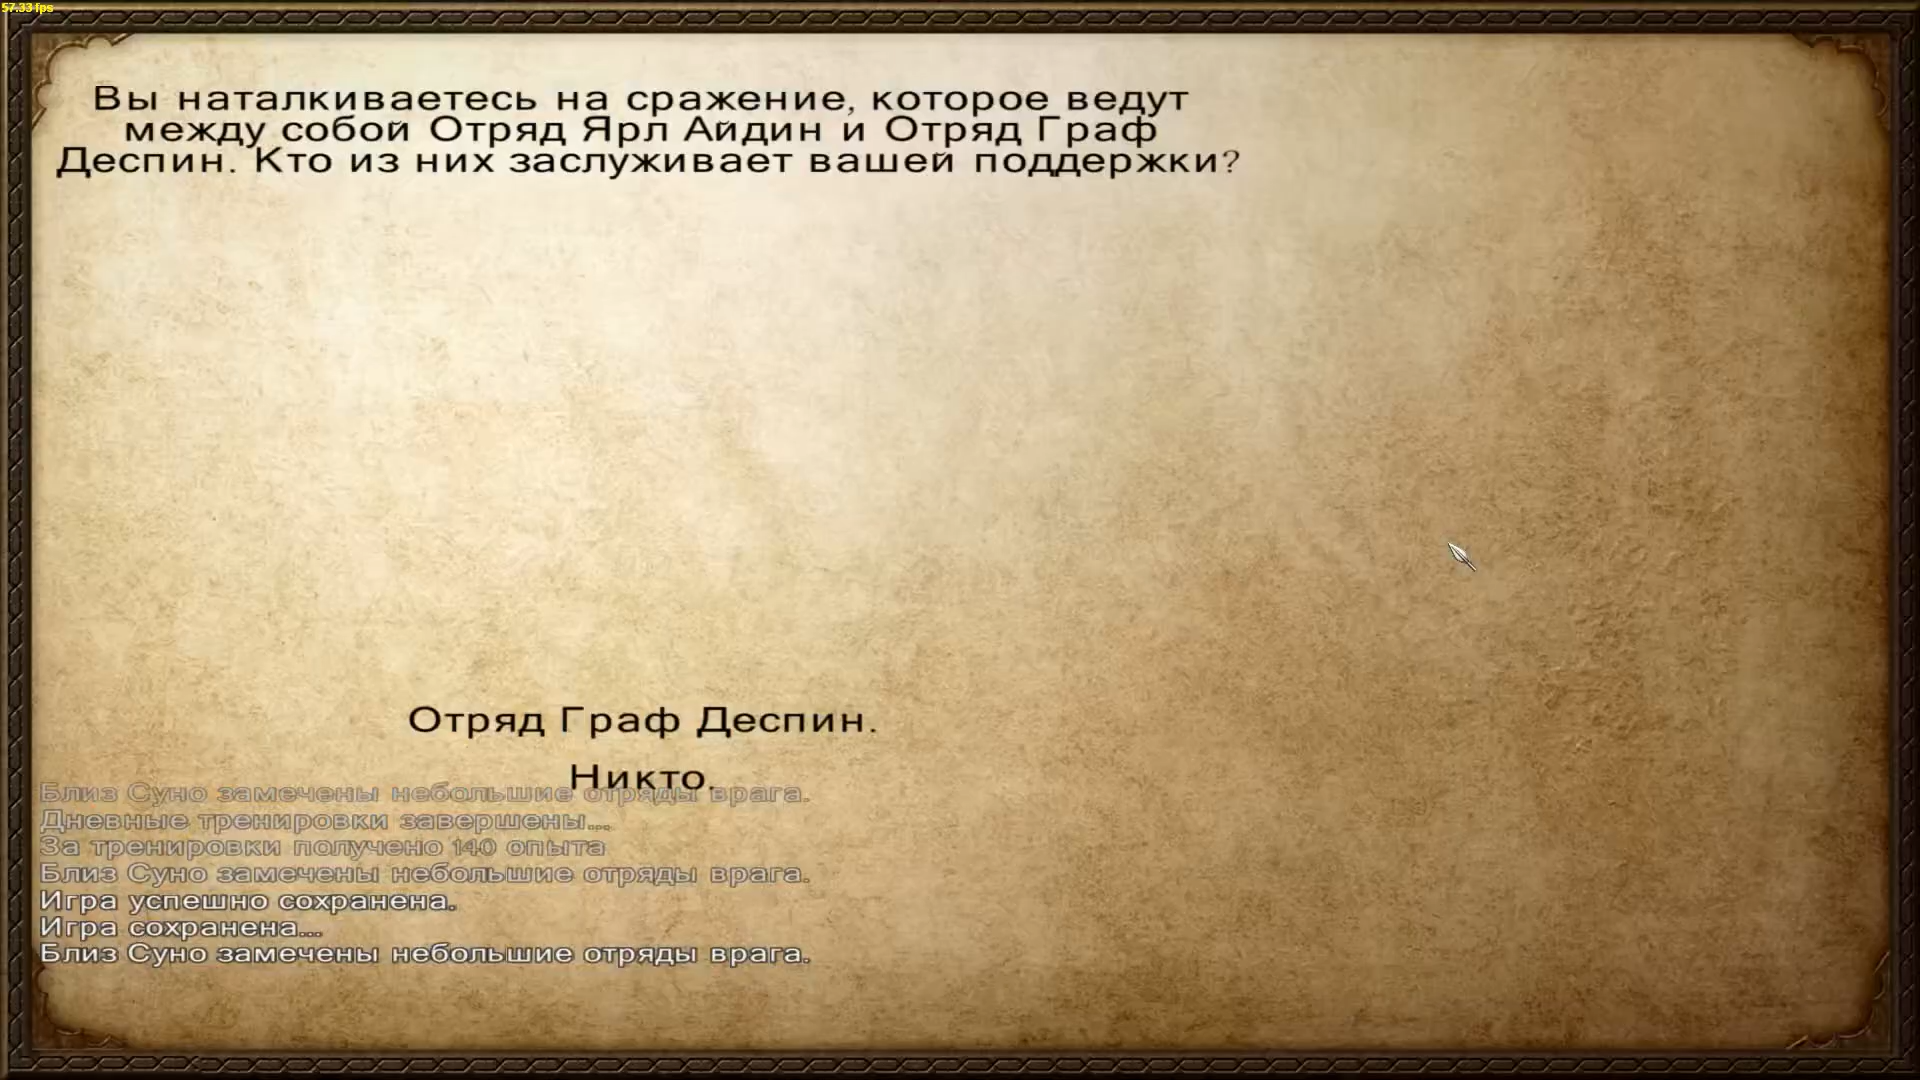 57.33 fps
Вы наталкиваетесь на сражение, которое ведут
между собой Отряд Ярл Айдин и Отряд Граф
Деспин. Кто из них заслуживает вашей поддержки?
Отряд Граф Деспин.
Никто.
Близ Суно замечены небольшие отряды врага.
Дневные тренировки завершены...
За тренировки получено 140 опыта
Близ Суно замечены небольшие отряды врага.
Игра успешно сохранена.
Игра сохранена...
Близ Суно замечены небольшие отряды врага.